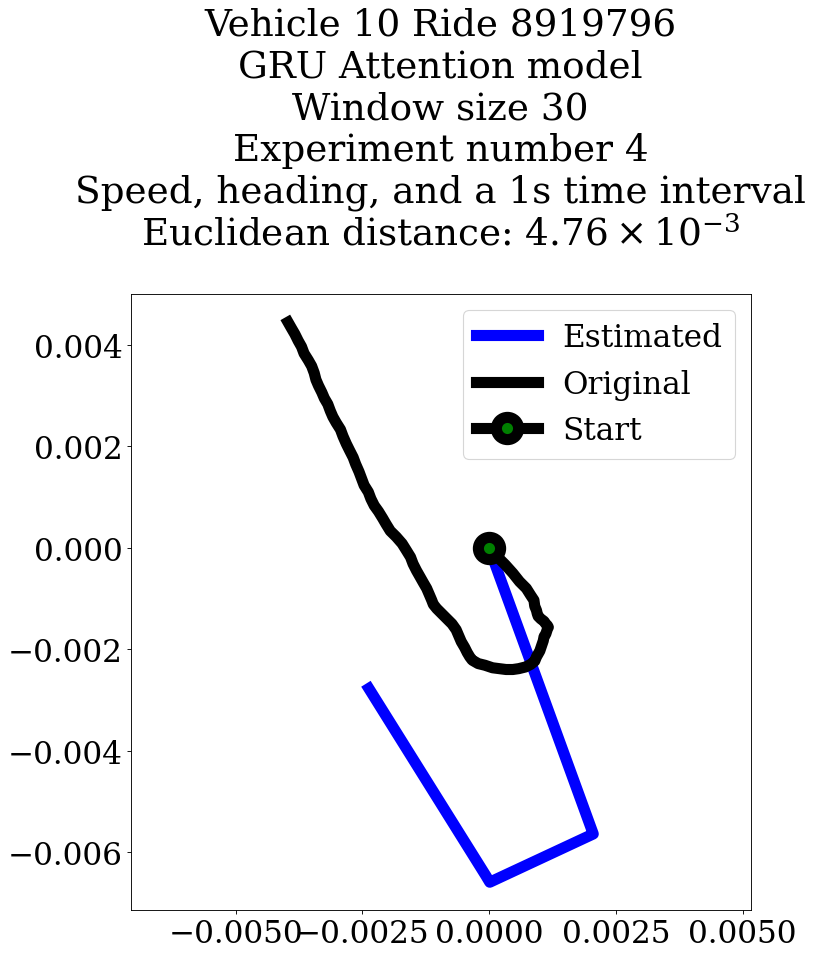 Vehicle 10 Ride 8919796
GRU Attention model
Window size 30
Experiment number 4
Speed, heading, and a 1s time interval
Euclidean distance: 4.76 × 10⁻³
Estimated
Original
Start
0.004
0.002
0.000
−0.002
−0.004
−0.006
−0.0050
−0.0025
0.0000
0.0025
0.0050